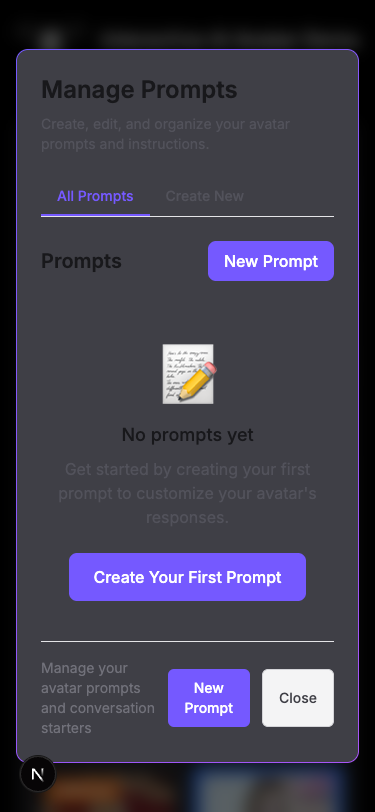 Manage Prompts
Create, edit, and organize your avatar
prompts and instructions.
All Prompts
Create New
Prompts
New Prompt
No prompts yet
Get started by creating your first
prompt to customize your avatar's
responses.
Create Your First Prompt
Manage your
avatar prompts
and conversation
starters
New
Prompt
Close
N